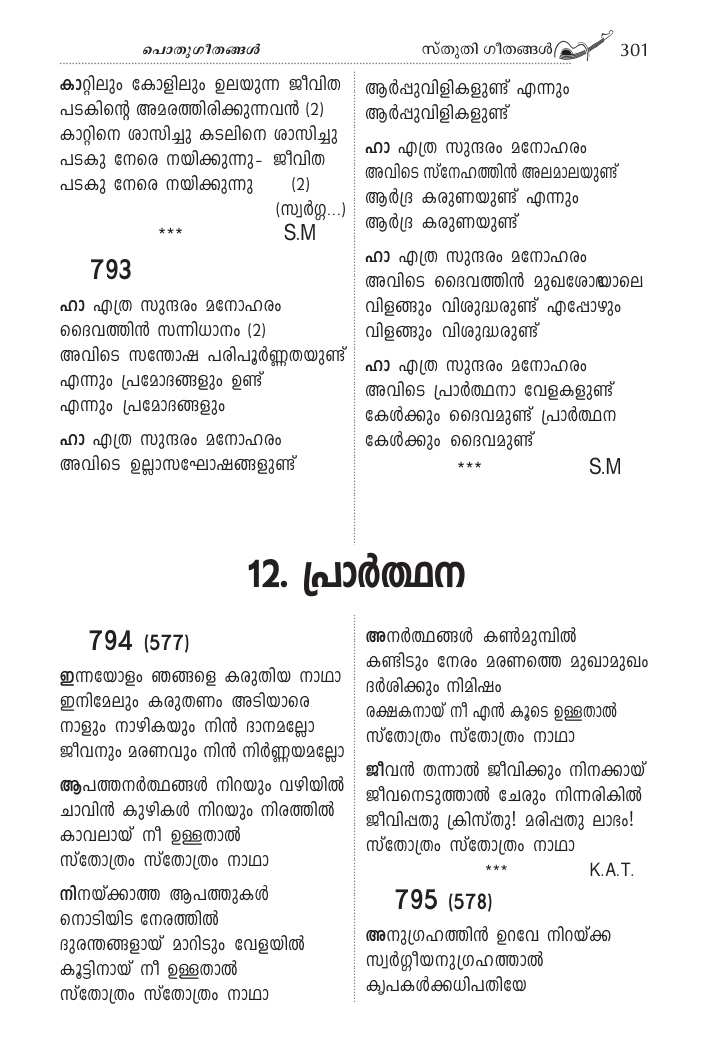 പൊതുഗീതങ്ങൾ
സ്തുതി ഗീതങ്ങൾ 301
കാറ്റിലും കോളിലും ഉലയുന്ന ജീവിത
പടകിന്റെ അമരത്തിരിക്കുന്നവൻ (2)
കാറ്റിനെ ശാസിച്ചു കടലിനെ ശാസിച്ചു
പടകു നേരെ നയിക്കുന്നു- ജീവിത
പടകു നേരെ നയിക്കുന്നു (2)
(സ്വർഗ്ഗ...)
*** S.M
793
ഹാ എത്ര സുന്ദരം മനോഹരം
ദൈവത്തിൻ സന്നിധാനം (2)
അവിടെ സന്തോഷ പരിപൂർണ്ണതയുണ്ട്
എന്നും പ്രമോദങ്ങളും ഉണ്ട്
എന്നും പ്രമോദങ്ങളും
ഹാ എത്ര സുന്ദരം മനോഹരം
അവിടെ ഉല്ലാസഘോഷങ്ങളുണ്ട്
ആർപ്പുവിളികളുണ്ട് എന്നും
ആർപ്പുവിളികളുണ്ട്
ഹാ എത്ര സുന്ദരം മനോഹരം
അവിടെ സ്നേഹത്തിൻ അലമാലയുണ്ട്
ആർദ്ര കരുണയുണ്ട് എന്നും
ആർദ്ര കരുണയുണ്ട്
ഹാ എത്ര സുന്ദരം മനോഹരം
അവിടെ ദൈവത്തിൻ
വിളങ്ങും വിശുദ്ധരുണ്ട് എപ്പോഴും
വിളങ്ങും വിശുദ്ധരുണ്ട്
ഹാ എത്ര സുന്ദരം മനോഹരം
അവിടെ പ്രാർത്ഥനാ വേളകളുണ്ട്
കേൾക്കും ദൈവമുണ്ട് പ്രാർത്ഥന
കേൾക്കും ദൈവമുണ്ട്
*** S.M
12. പ്രാർത്ഥന
794 (577)
ഇന്നയോളം ഞങ്ങളെ കരുതിയ നാഥാ
ഇനിമേലും കരുതണം അടിയാരെ
നാളും നാഴികയും നിൻ ദാനമല്ലോ
ജീവനും മരണവും നിൻ നിർണ്ണയമല്ലോ
ആപത്തനർത്ഥങ്ങൾ നിറയും വഴിയിൽ
ചാവിൻ കുഴികൾ നിറയും നിരത്തിൽ
കാവലായ് നീ ഉള്ളതാൽ
സ്തോത്രം സ്തോത്രം നാഥാ
നിനയ്ക്കാത്ത ആപത്തുകൾ
നൊടിയിട നേരത്തിൽ
ദുരന്തങ്ങളായ് മാറിടും വേളയിൽ
കൂട്ടിനായ് നീ ഉള്ളതാൽ
സ്തോത്രം സ്തോത്രം നാഥാ
അനർത്ഥങ്ങൾ കൺമുമ്പിൽ
കണ്ടിടും നേരം മരണത്തെ മുഖാമുഖം
ദർശിക്കും നിമിഷം
രക്ഷകനായ് നീ എൻ കൂടെ ഉള്ളതാൽ
സ്തോത്രം സ്തോത്രം നാഥാ
ജീവൻ തന്നാൽ ജീവിക്കും നിനക്കായ്
ജീവനെടുത്താൽ ചേരും നിന്നരികിൽ
ജീവിപ്പതു ക്രിസ്തു! മരിപ്പതു ലാഭം!
സ്തോത്രം സ്തോത്രം നാഥാ
*** K.A.T.
795 (578)
അനുഗ്രഹത്തിൻ ഉറവേ നിറയ്ക്ക
സ്വർഗ്ഗീയനുഗ്രഹത്താൽ
കൃപകൾക്കധിപതിയേ